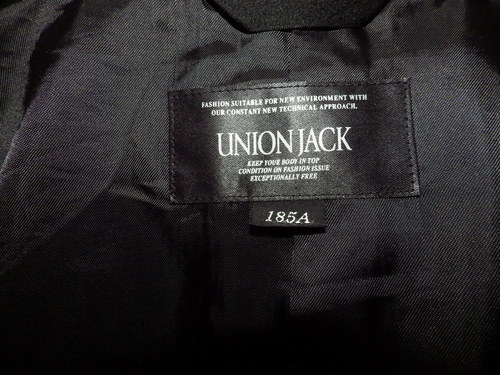 FASHION SUITABLE FOR NEW ENVIRONMENT WITH
OUR CONSTANT NEW TECHNICAL APPROACH.
UNION JACK
KEEP YOUR BODY IN TOP
CONDITION ON FASHION ISSUE
EXCEPTIONALLY FREE
185A